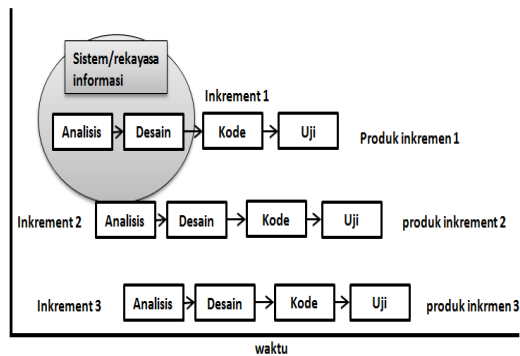 Sistem/rekayasa
informasi
Inkrement 1
Analisis
Desain
Kode
Uji
Produk inkremen 1
Inkrement 2
Analisis
Desain
Kode
Uji
produk inkrement 2
Inkrement 3
Analisis
Desain
Kode
Uji
produk inkrmen 3
waktu